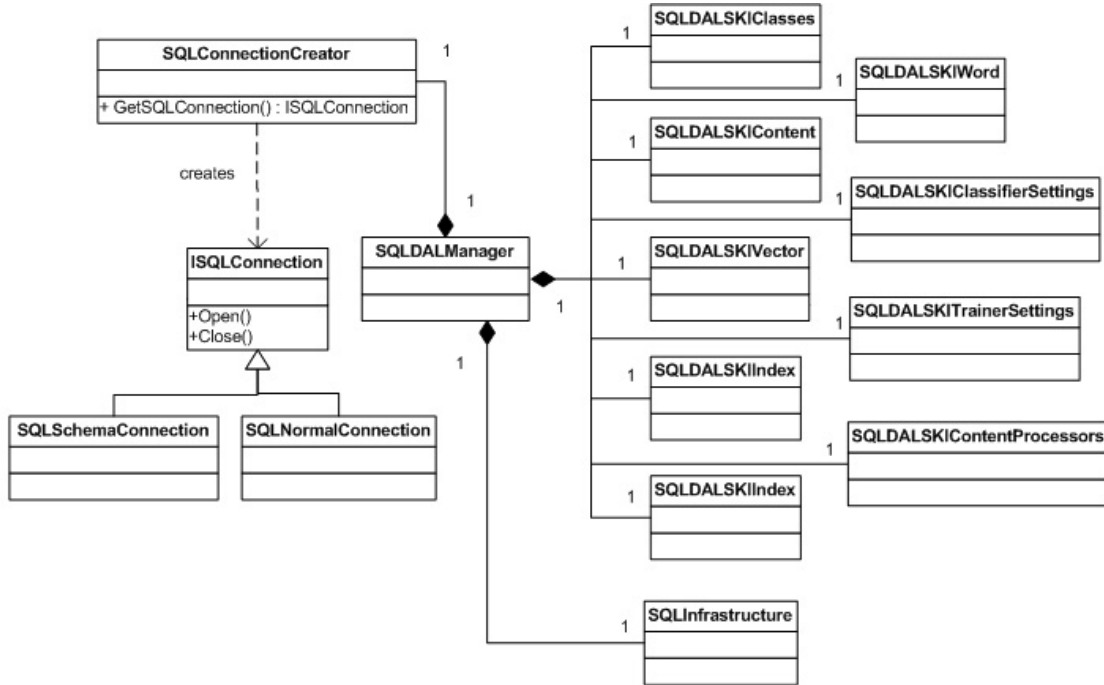 SQLConnectionCreator
+ GetSQLConnection() : ISQLConnection
1
creates
1
ISQLConnection
+Open()
+Close()
SQLSchemaConnection
SQLNormalConnection
SQLDALManager
1
1
SQLDALSKIClasses
1
SQLDALSKIWord
1
SQLDALSKIContent
1
SQLDALSKIClassifierSettings
1
SQLDALSKIVector
1
SQLDALSKITrainerSettings
1
SQLDALSKIIndex
1
SQLDALSKIContentProcessors
1
SQLDALSKIIndex
1
SQLInfrastructure
1